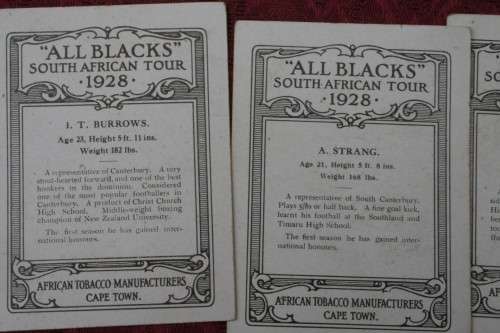 "ALL BLACKS"
SOUTH AFRICAN TOUR
· 1928 ·
J. T. BURROWS.
Age 23, Height 5 ft. 11 ins.
Weight 182 lbs.
A representative of Canterbury. A very
stout-hearted forward, and one of the best
hookers in the dominion. Considered
one of the most popular footballers in
Canterbury. A product of Christ Church
High School. Middle-weight boxing
champion of New Zealand University.
The first season he has gained inter-
national honours.
AFRICAN TOBACCO MANUFACTURERS
CAPE TOWN.
"ALL BLACKS"
SOUTH AFRICAN TOUR
· 1928 ·
A. STRANG.
Age 21, Height 5 ft. 8 ins.
Weight 168 lbs.
A representative of South Canterbury.
Plays 5/8s or half back. A fine goal kick,
learnt his football at the Southland and
Timaru High School.
The first season he has gained inter-
national honours.
AFRICAN TOBACCO MANUFACTURERS
CAPE TOWN.